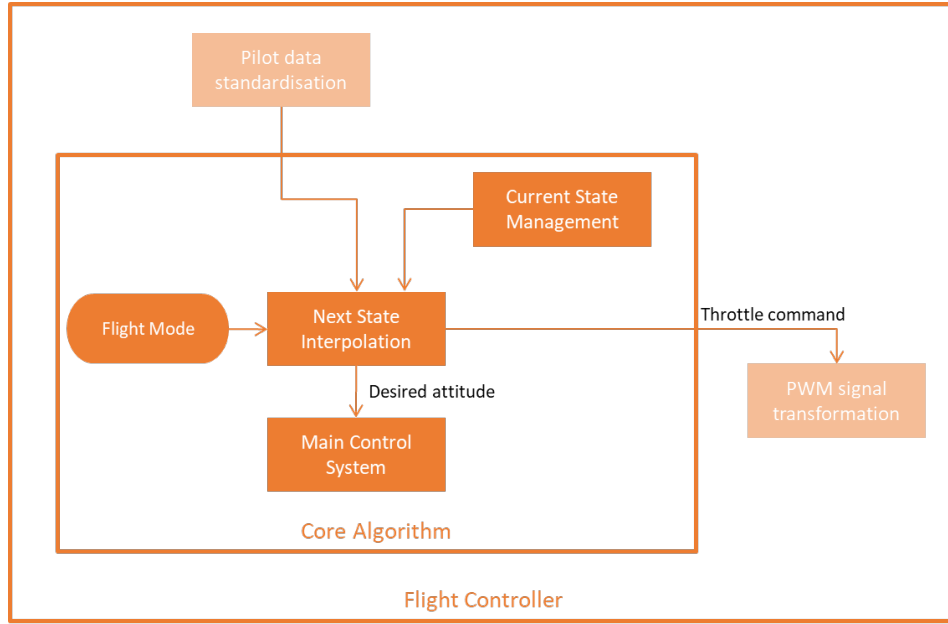 Pilot data
standardisation
Current State
Management
Flight Mode
Next State
Interpolation
Throttle command
PWM signal
transformation
Desired attitude
Main Control
System
Core Algorithm
Flight Controller